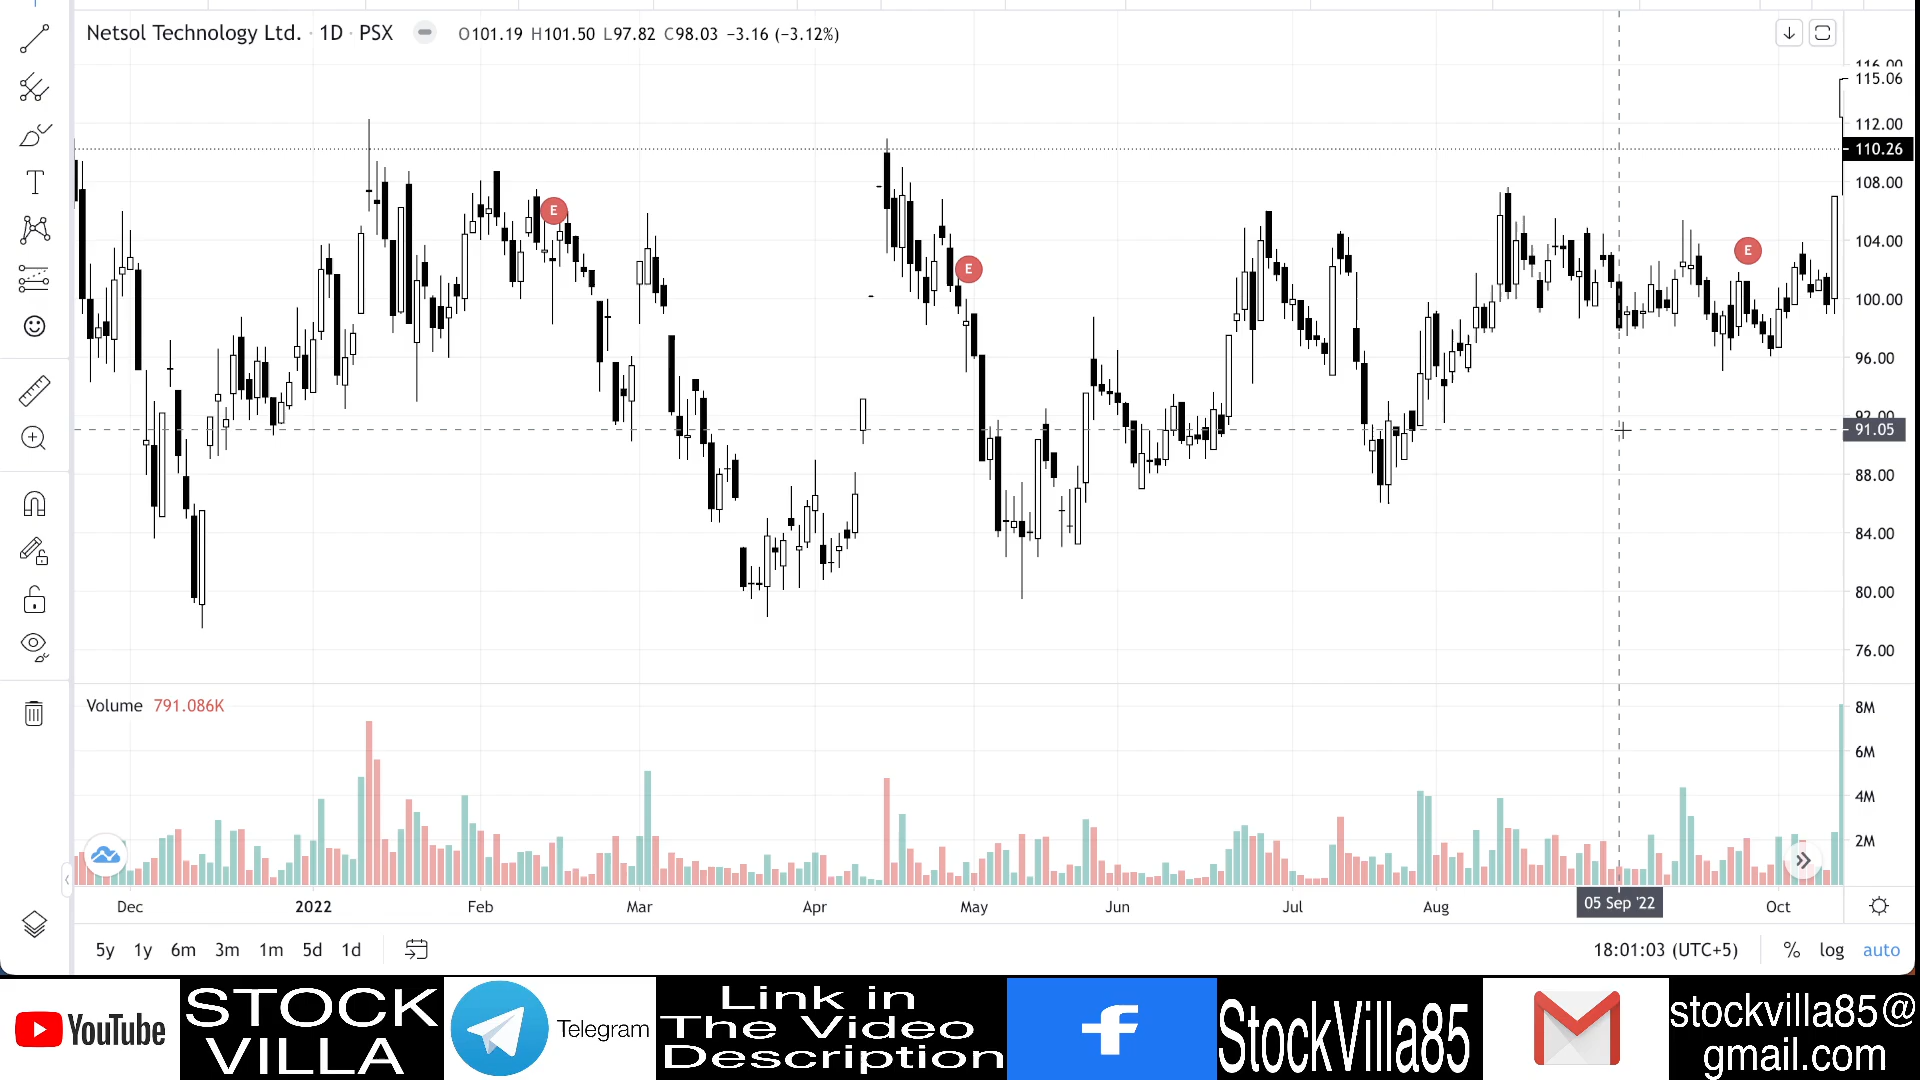 Netsol Technology Ltd. · 1D · PSX O101.19 H101.50 L97.82 C98.03 −3.16 (−3.12%)
116.00
115.06
112.00
110.26
108.00
104.00
100.00
96.00
92.00
91.05
88.00
84.00
80.00
76.00
E
E
E
Volume 791.086K
8M
6M
4M
2M
Dec 2022 Feb Mar Apr May Jun Jul Aug 05 Sep '22 Oct
5y 1y 6m 3m 1m 5d 1d 18:01:03 (UTC+5) % log auto
YouTube
STOCK
VILLA
Telegram
Link in
The Video
Description
StockVilla85
stockvilla85@
gmail.com